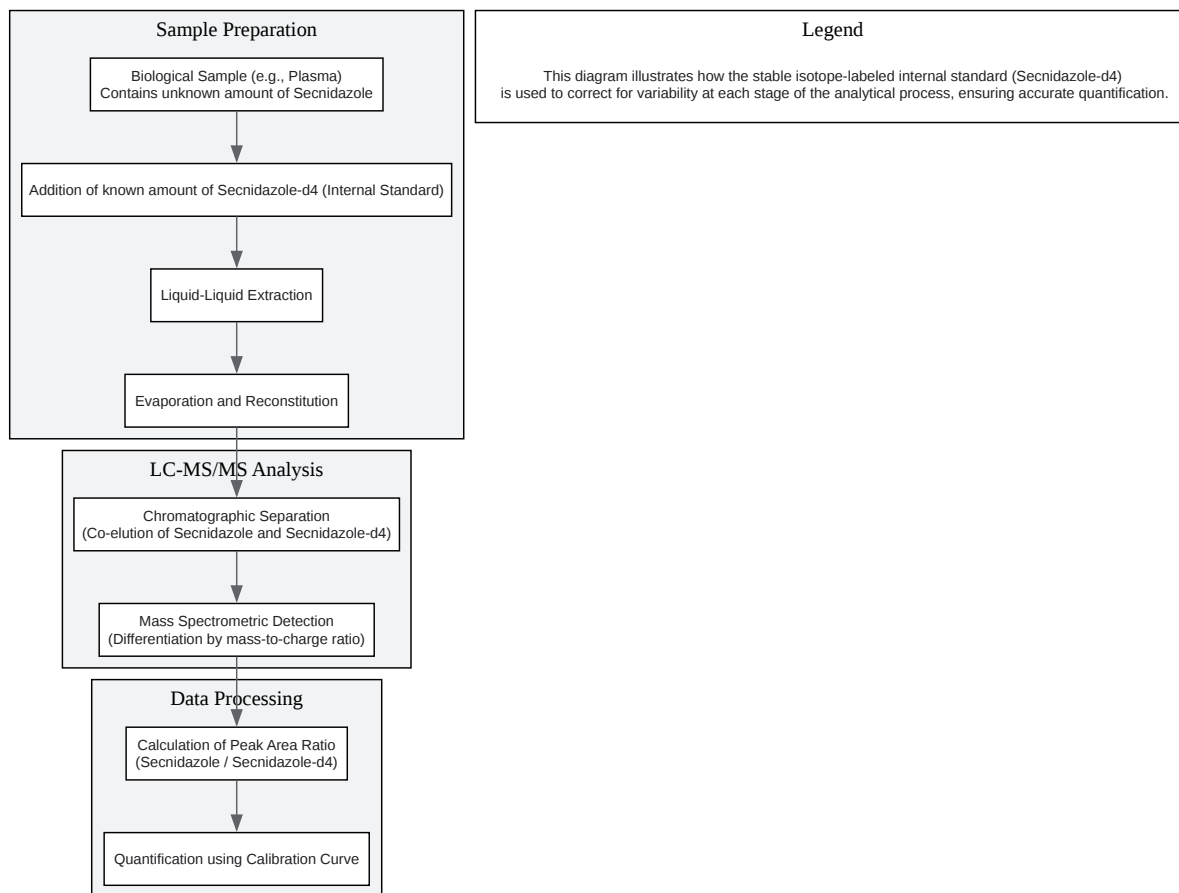 Sample Preparation
Biological Sample (e.g., Plasma)
Contains unknown amount of Secnidazole
Addition of known amount of Secnidazole-d4 (Internal Standard)
Liquid-Liquid Extraction
Evaporation and Reconstitution
LC-MS/MS Analysis
Chromatographic Separation
(Co-elution of Secnidazole and Secnidazole-d4)
Mass Spectrometric Detection
(Differentiation by mass-to-charge ratio)
Data Processing
Calculation of Peak Area Ratio
(Secnidazole / Secnidazole-d4)
Quantification using Calibration Curve
Legend
This diagram illustrates how the stable isotope-labeled internal standard (Secnidazole-d4)
is used to correct for variability at each stage of the analytical process, ensuring accurate quantification.